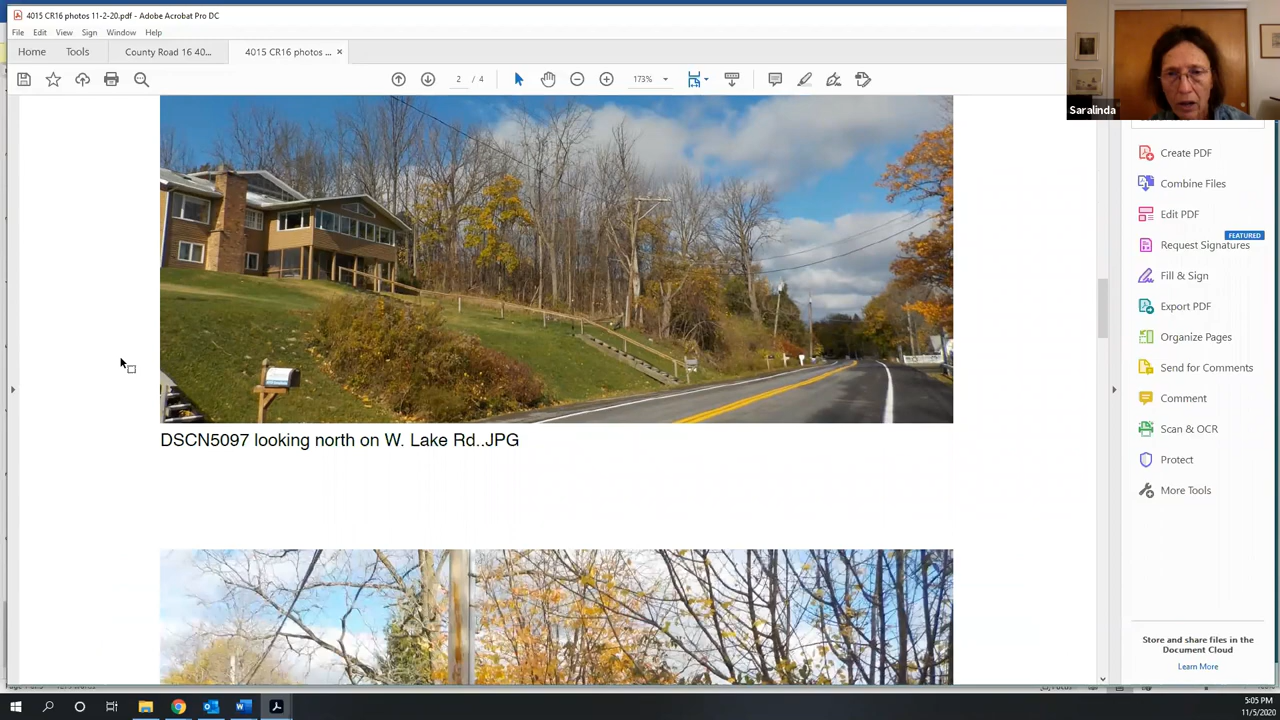 4015 CR16 photos 11-2-20.pdf - Adobe Acrobat Pro DC
File Edit View Sign Window Help
Home Tools County Road 16 40... 4015 CR16 photos ... ×
2 / 4 173%
Saralinda
Create PDF
Combine Files
Edit PDF
FEATURED
Request Signatures
Fill & Sign
Export PDF
Organize Pages
Send for Comments
Comment
Scan & OCR
Protect
More Tools
DSCN5097 looking north on W. Lake Rd..JPG
Store and share files in the
Document Cloud
Learn More
5:05 PM
11/5/2020